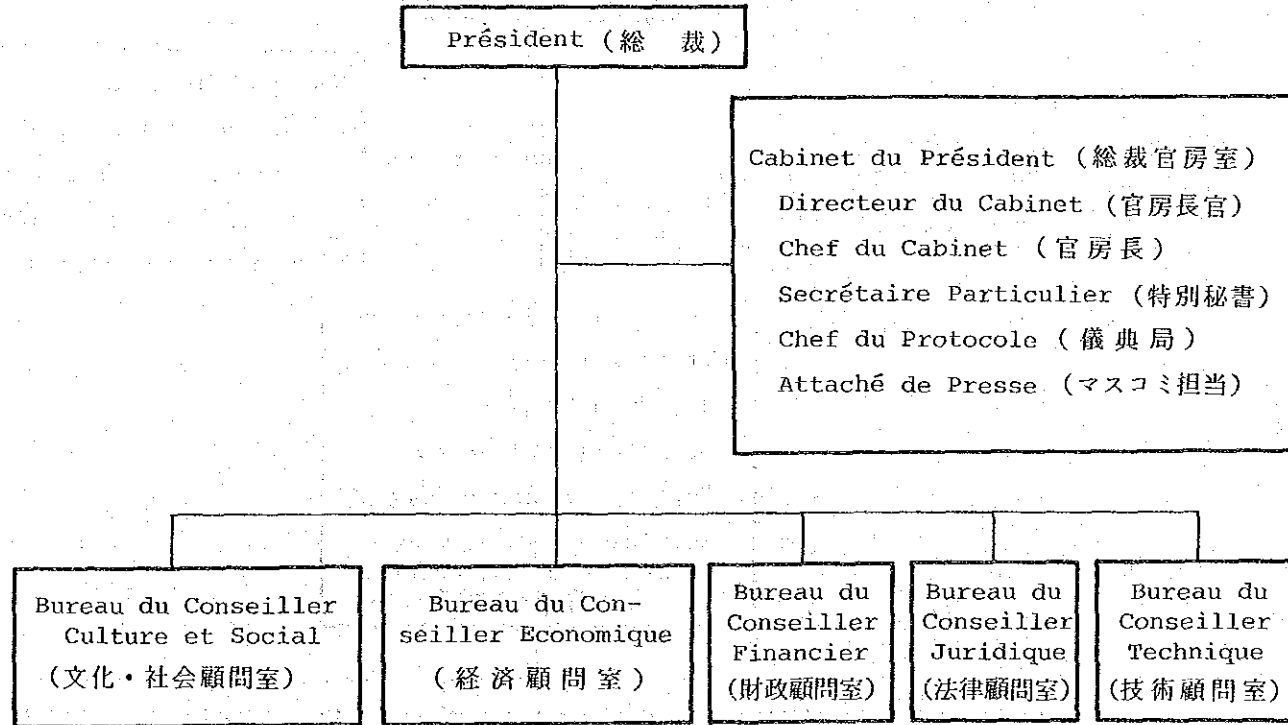 Président (総 裁)
Cabinet du Président (総裁官房室)
Directeur du Cabinet (官房長官)
Chef du Cabinet (官房長)
Secrétaire Particulier (特別秘書)
Chef du Protocole (儀典局)
Attaché de Presse (マスコミ担当)
Bureau du Conseiller
Culture et Social
(文化・社会顧問室)
Bureau du Con-
seiller Economique
(経済顧問室)
Bureau du
Conseiller
Financier
(財政顧問室)
Bureau du
Conseiller
Juridique
(法律顧問室)
Bureau du
Conseiller
Technique
(技術顧問室)